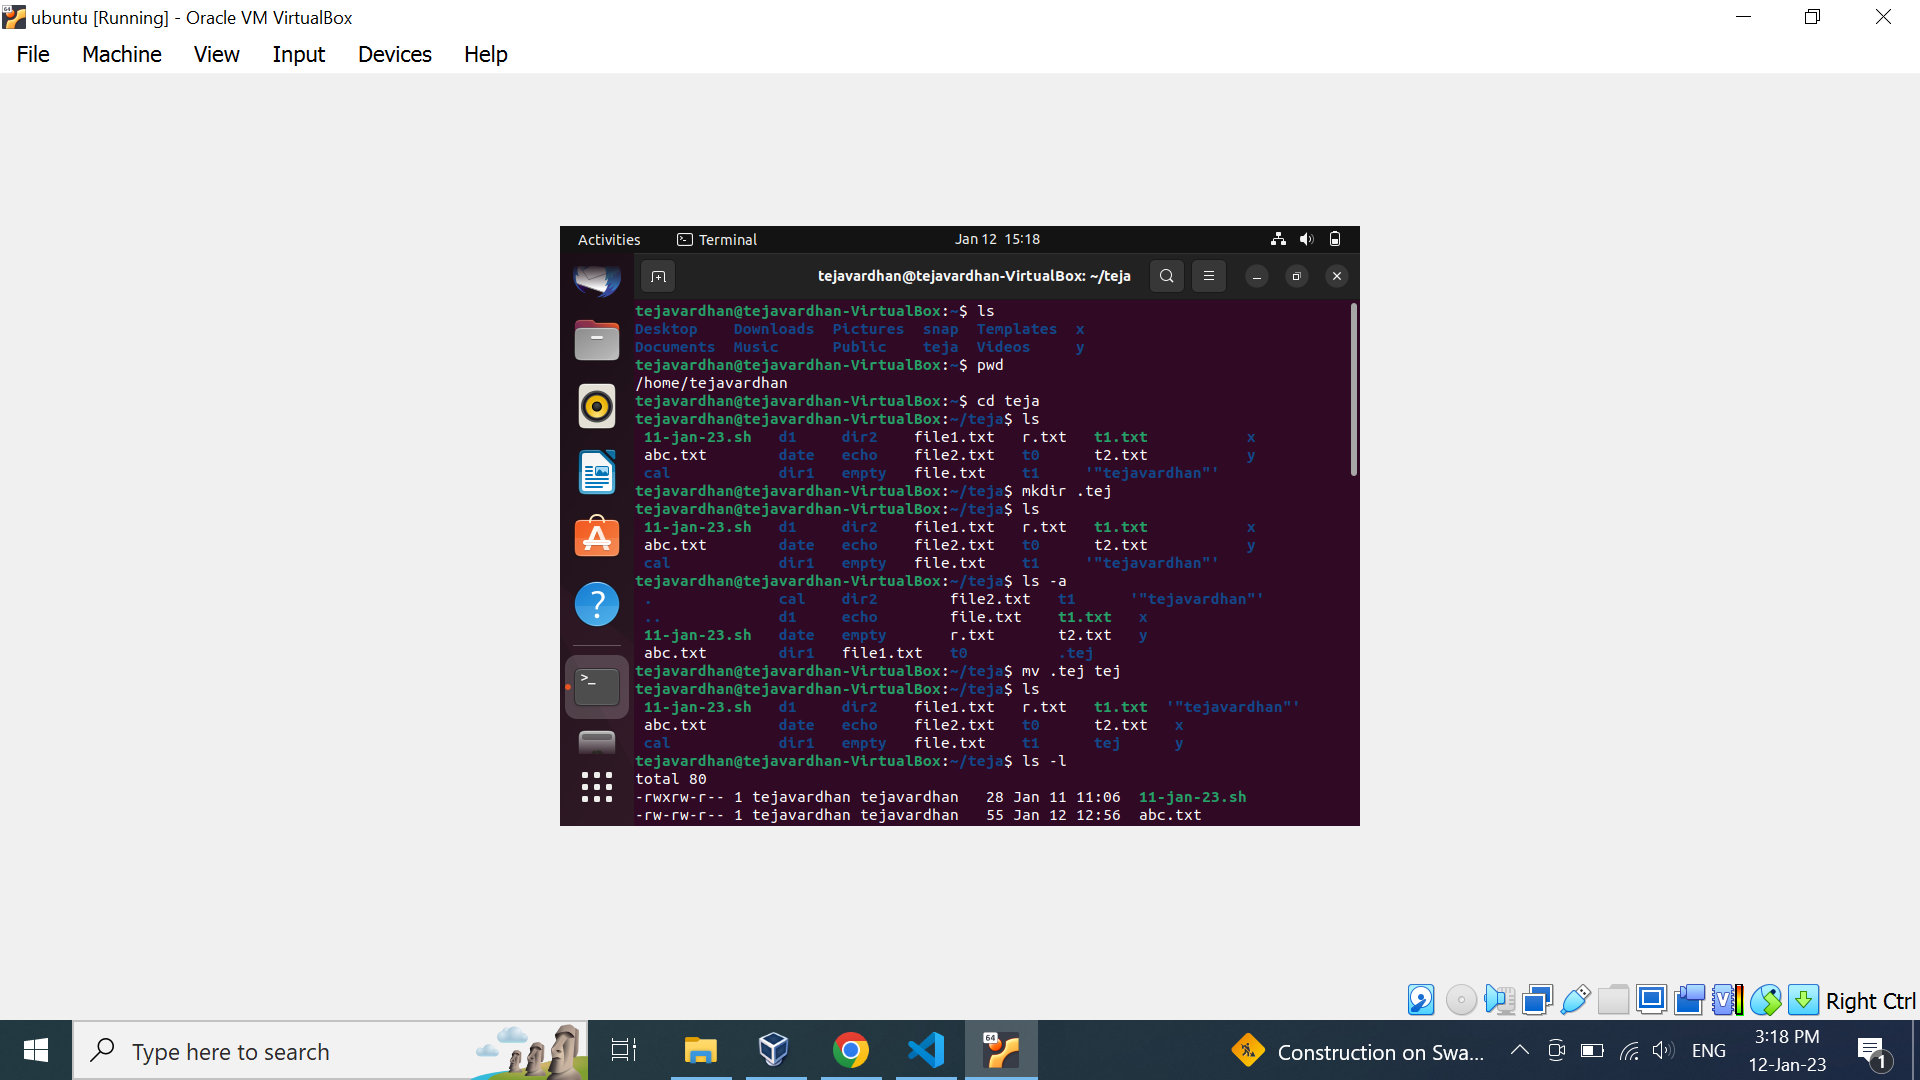 ubuntu [Running] - Oracle VM VirtualBox
File Machine View Input Devices Help
Activities Terminal Jan 12 15:18
tejavardhan@tejavardhan-VirtualBox: ~/teja
tejavardhan@tejavardhan-VirtualBox:~$ ls
Desktop Downloads Pictures snap Templates x
Documents Music Public teja Videos y
tejavardhan@tejavardhan-VirtualBox:~$ pwd
/home/tejavardhan
tejavardhan@tejavardhan-VirtualBox:~$ cd teja
tejavardhan@tejavardhan-VirtualBox:~/teja$ ls
11-jan-23.sh d1 dir2 file1.txt r.txt t1.txt x
abc.txt date echo file2.txt t0 t2.txt y
cal dir1 empty file.txt t1 '"tejavardhan"'
tejavardhan@tejavardhan-VirtualBox:~/teja$ mkdir .tej
tejavardhan@tejavardhan-VirtualBox:~/teja$ ls
11-jan-23.sh d1 dir2 file1.txt r.txt t1.txt x
abc.txt date echo file2.txt t0 t2.txt y
cal dir1 empty file.txt t1 '"tejavardhan"'
tejavardhan@tejavardhan-VirtualBox:~/teja$ ls -a
. cal dir2 file2.txt t1 '"tejavardhan"'
.. d1 echo file.txt t1.txt x
11-jan-23.sh date empty r.txt t2.txt y
abc.txt dir1 file1.txt t0 .tej
tejavardhan@tejavardhan-VirtualBox:~/teja$ mv .tej tej
tejavardhan@tejavardhan-VirtualBox:~/teja$ ls
11-jan-23.sh d1 dir2 file1.txt r.txt t1.txt '"tejavardhan"'
abc.txt date echo file2.txt t0 t2.txt x
cal dir1 empty file.txt t1 tej y
tejavardhan@tejavardhan-VirtualBox:~/teja$ ls -l
total 80
-rwxrw-r-- 1 tejavardhan tejavardhan 28 Jan 11 11:06 11-jan-23.sh
-rw-rw-r-- 1 tejavardhan tejavardhan 55 Jan 12 12:56 abc.txt
Right Ctrl
Type here to search
64
Construction on Swa...
ENG
3:18 PM
12-Jan-23
1